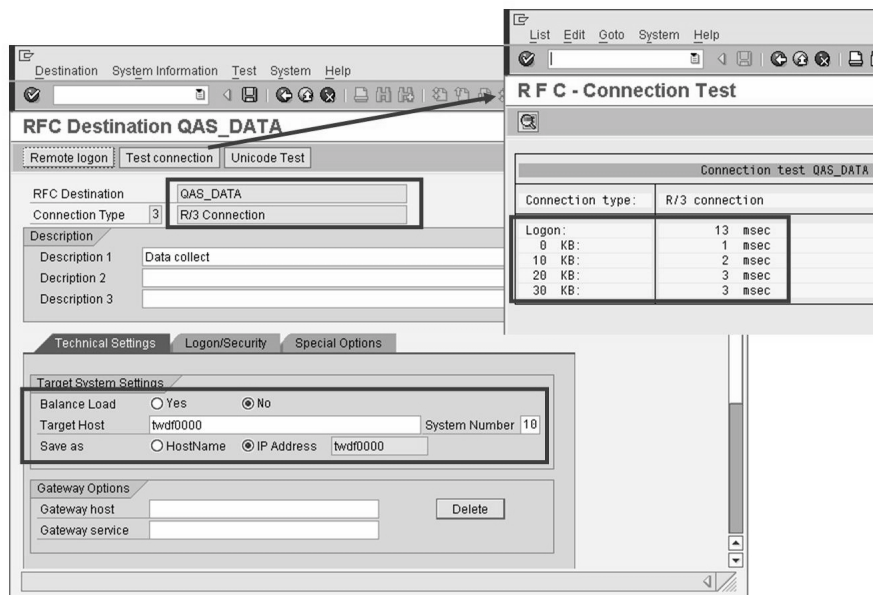 Destination System Information Test System Help
RFC Destination QAS_DATA
Remote logon Test connection Unicode Test
RFC Destination QAS_DATA
Connection Type 3 R/3 Connection
Description
Description 1 Data collect
Decription 2
Description 3
Technical Settings Logon/Security Special Options
Target System Settings
Balance Load Yes No
Target Host twdf0000 System Number 10
Save as HostName IP Address twdf0000
Gateway Options
Gateway host Delete
Gateway service
List Edit Goto System Help
R F C - Connection Test
Connection test QAS_DATA
Connection type: R/3 connection
Logon: 13 msec
0 KB: 1 msec
10 KB: 2 msec
20 KB: 3 msec
30 KB: 3 msec